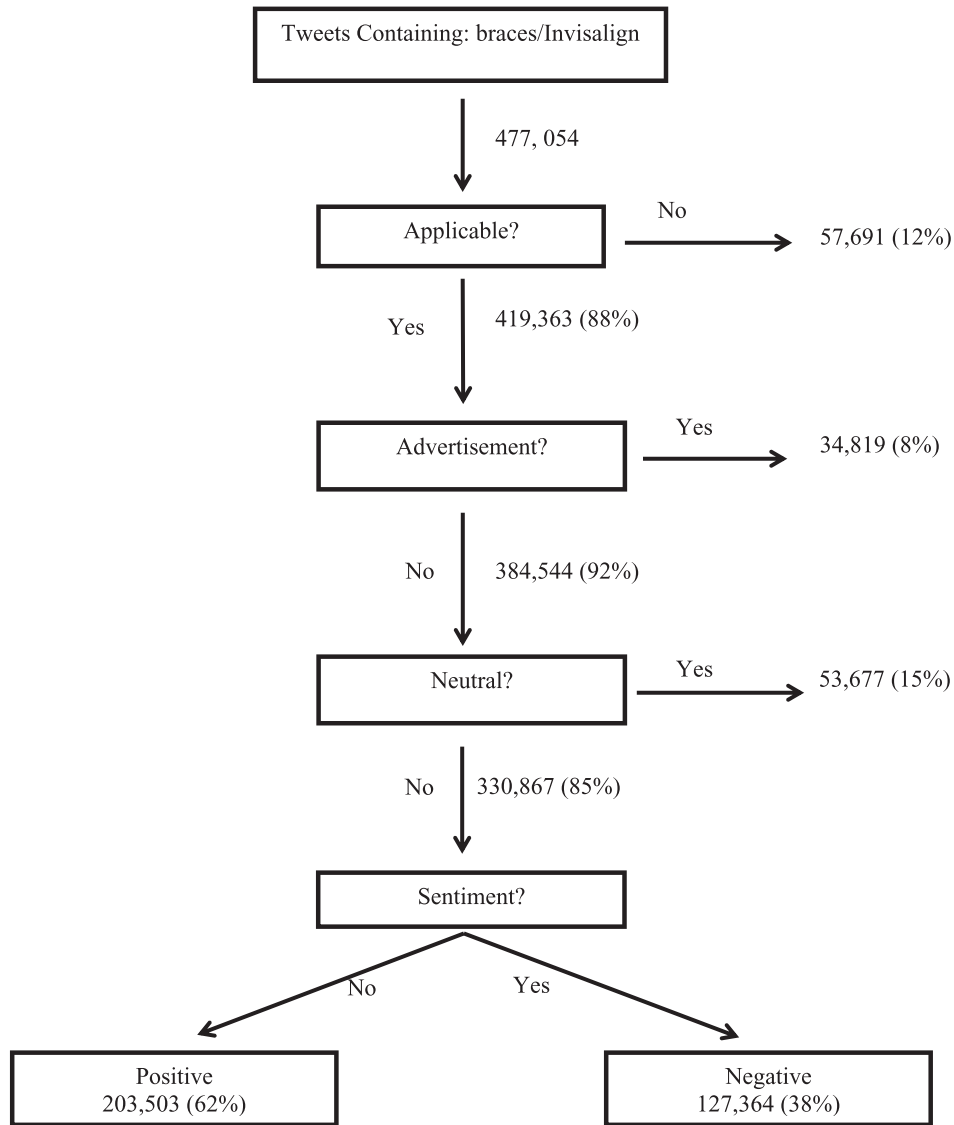 Tweets Containing: braces/Invisalign
477, 054
Applicable?
No
57,691 (12%)
Yes
419,363 (88%)
Advertisement?
Yes
34,819 (8%)
No
384,544 (92%)
Neutral?
Yes
53,677 (15%)
No
330,867 (85%)
Sentiment?
No
Yes
Positive
203,503 (62%)
Negative
127,364 (38%)